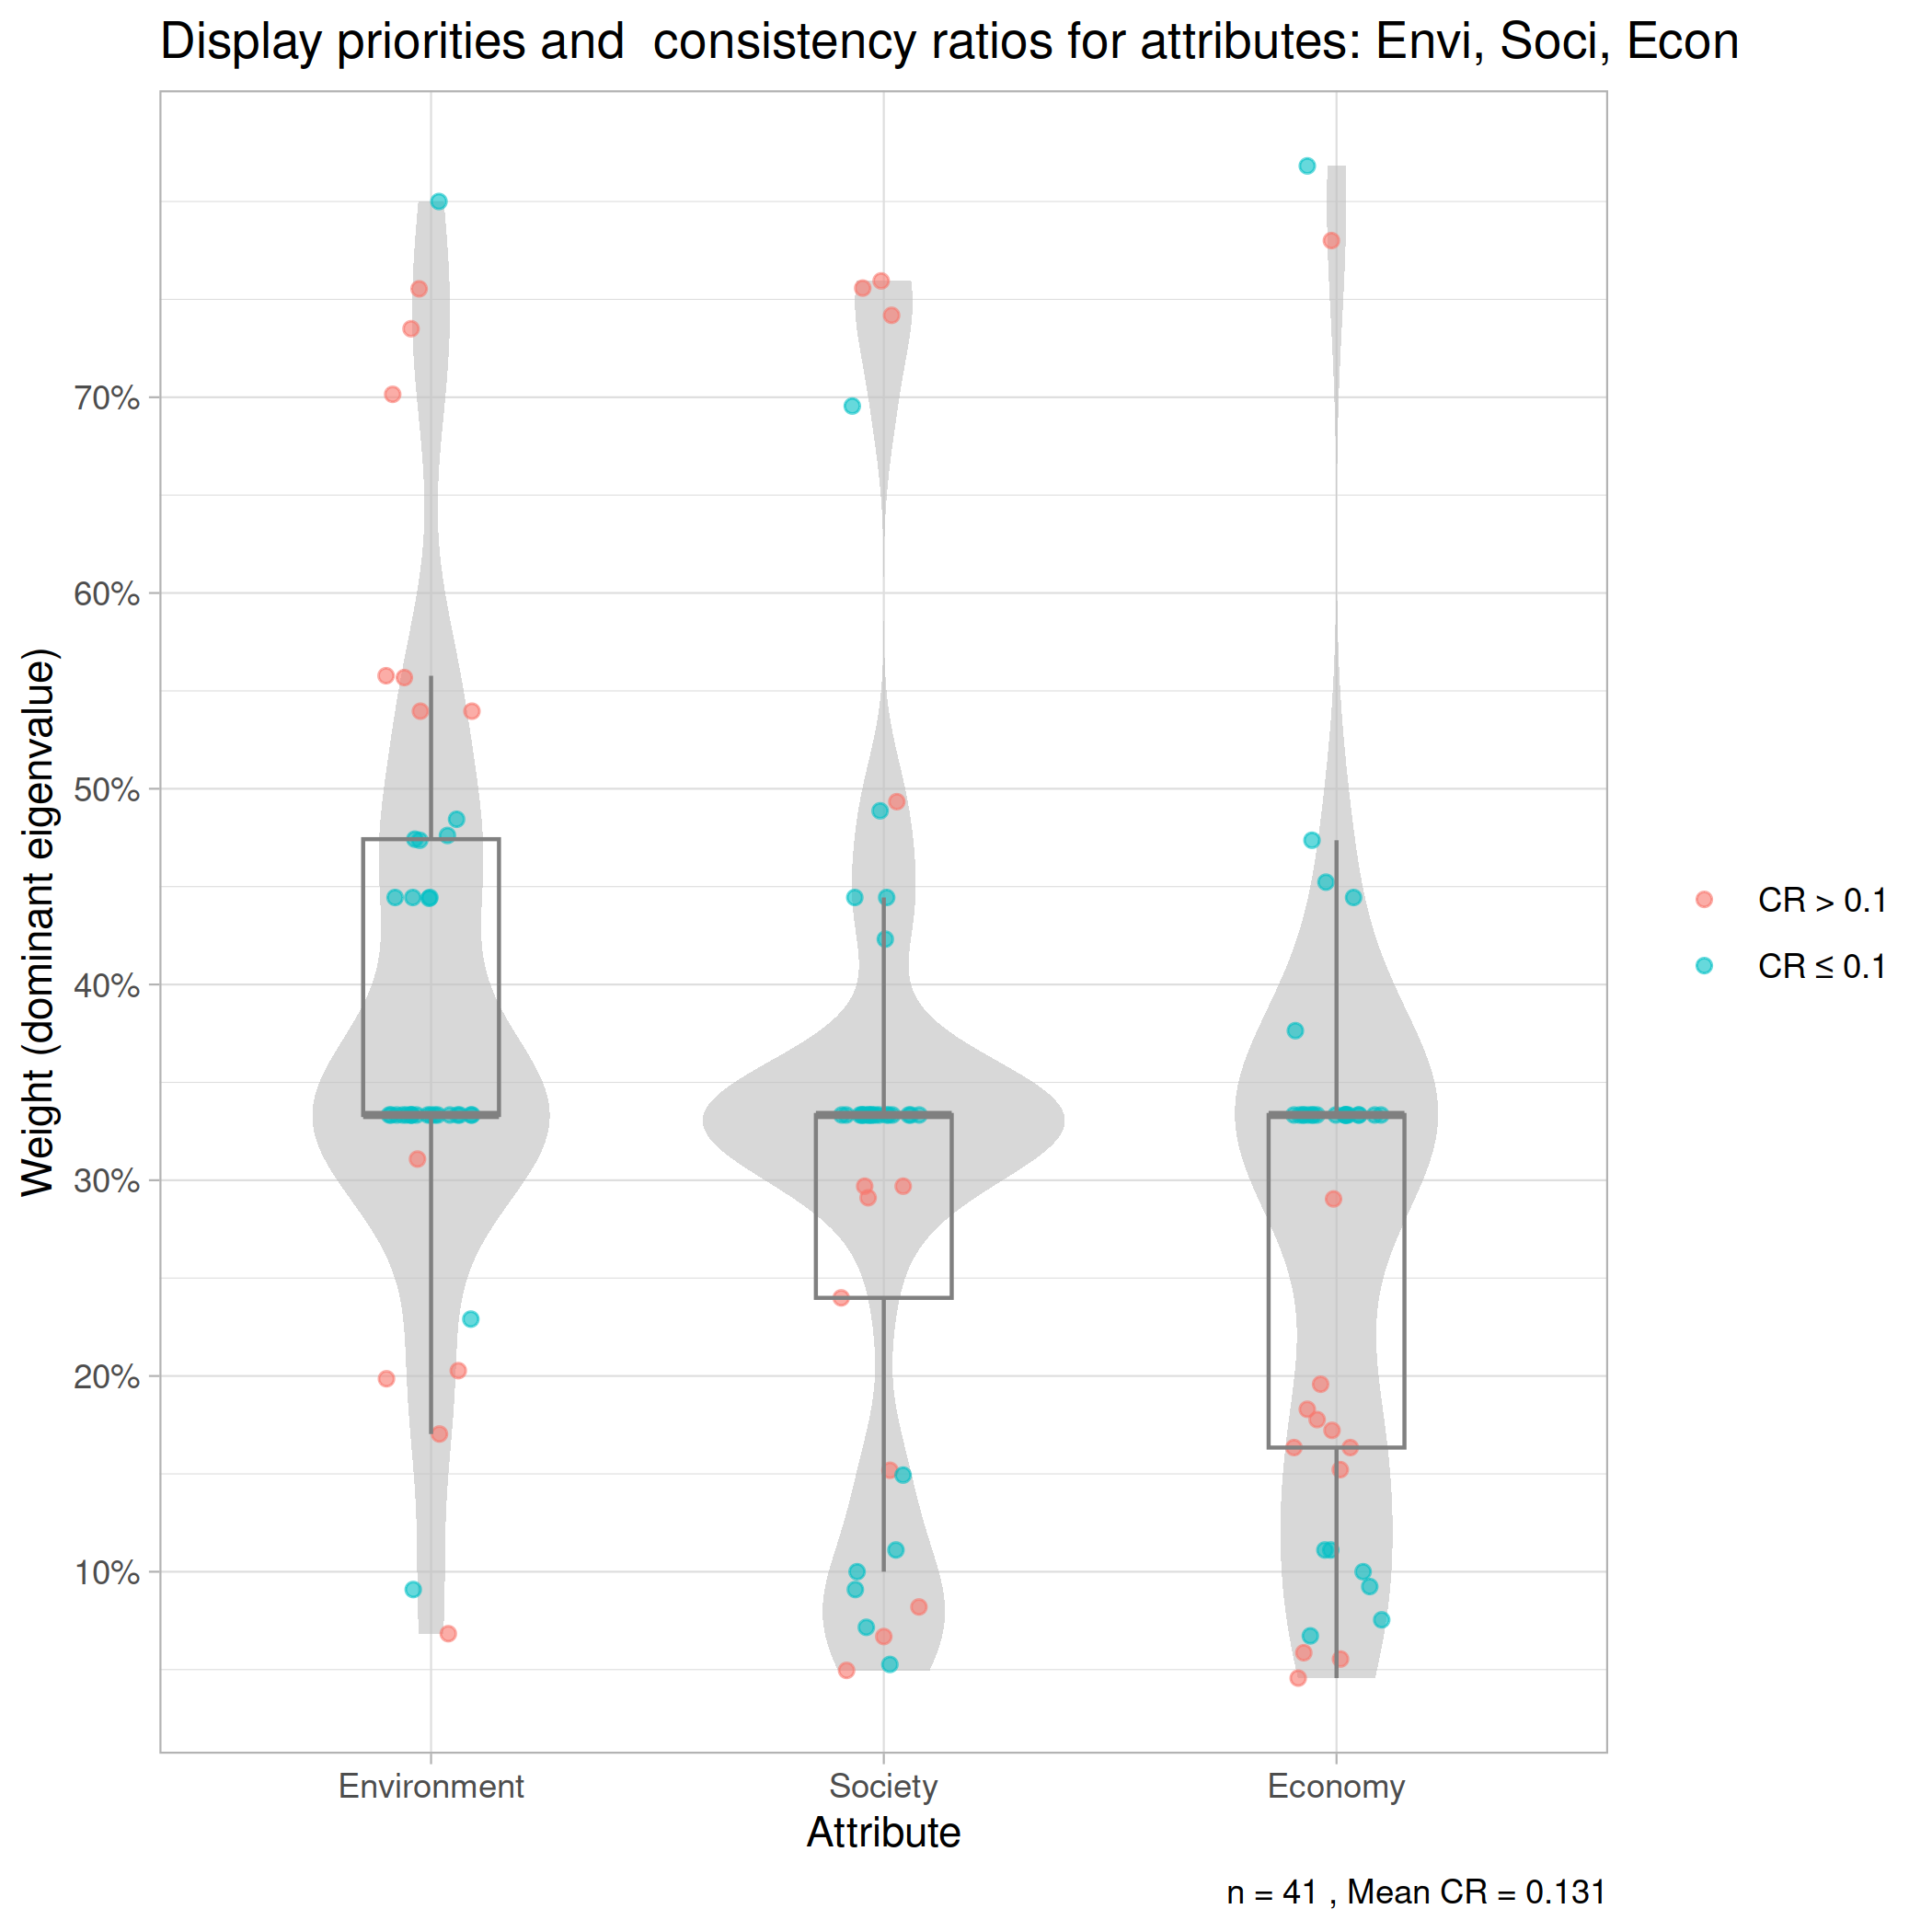 Display priorities and  consistency ratios for attributes: Envi, Soci, Econ
Weight (dominant eigenvalue)
70%
60%
50%
40%
30%
20%
10%
CR > 0.1
CR ≤ 0.1
Environment Society Economy
Attribute
n = 41 , Mean CR = 0.131